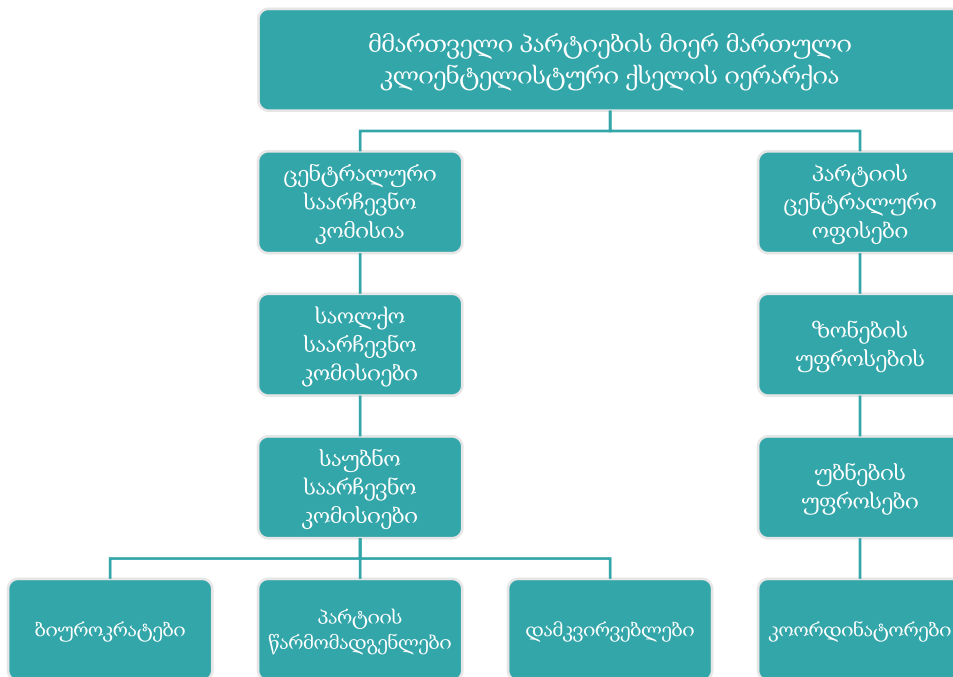 მმართველი პარტიების მიერ მართული
კლიენტელისტური ქსელის იერარქია
ცენტრალური
საარჩევნო
კომისია
პარტიის
ცენტრალური
ოფისები
საოლქო
საარჩევნო
კომისიები
ზონების
უფროსების
საუბნო
საარჩევნო
კომისიები
უბნების
უფროსები
ბიუროკრატები
პარტიის
წარმომადგენლები
დამკვირვებლები
კოორდინატორები